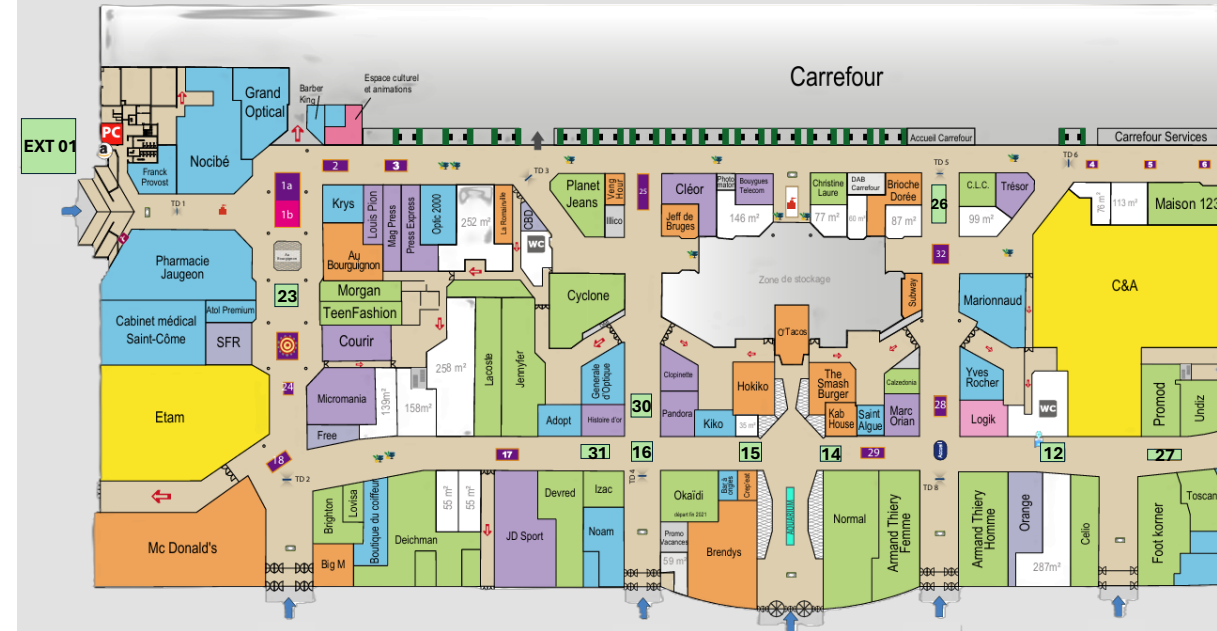 Carrefour
Espace culturel
et animations
Barber
King
Grand
Optical
EXT 01
PC
a
Nocibé
Franck
Provost
Accueil Carrefour
Carrefour Services
1a
1b
2
3
TD 1
TD 3
25
TD 5
TD 6
4
5
6
Krys
Louis Pion
Mag Press
Press Express
Optic 2000
252 m²
La Romainville
CBD
WC
Planet
Jeans
Veng
Hour
Illico
Cléor
Photo
maton
Bouygues
Telecom
Jeff de
Bruges
146 m²
Christine
Laure
77 m²
DAB
Carrefour
60 m²
Brioche
Dorée
87 m²
26
C.L.C.
99 m²
Trésor
76 m²
113 m²
Maison 123
Au
Bourguignon
Au
Bourguignon
Pharmacie
Jaugeon
23
Morgan
TeenFashion
Cyclone
Zone de stockage
Subway
32
Marionnaud
C&A
Cabinet médical
Saint-Côme
Atol Premium
SFR
Courir
258 m²
Lacoste
Jennyfer
Generale
d'Optique
O'Tacos
Etam
24
Micromania
139m²
158m²
Free
Adopt
Histoire d'or
30
Clopinette
Pandora
Hokiko
Kiko
35 m²
The
Smash
Burger
Kab
House
Saint
Algue
Calzedonia
Marc
Orian
28
Yves
Rocher
Logik
WC
Promod
Undiz
18
17
31
16
15
14
29
Accueil
12
27
TD 2
TD 4
TD 8
Mc Donald's
Brighton
Lovisa
Big M
Boutique du coiffeur
Deichman
55 m²
55 m²
JD Sport
Devred
Izac
Noam
Okaïdi
départ fin 2021
Promo
Vacances
59 m²
Bar à
ongles
Crep'eat
Brendys
AQUARIUM
Normal
Armand Thiery
Femme
Armand Thiery
Homme
Orange
287m²
Celio
Foot korner
Toscan